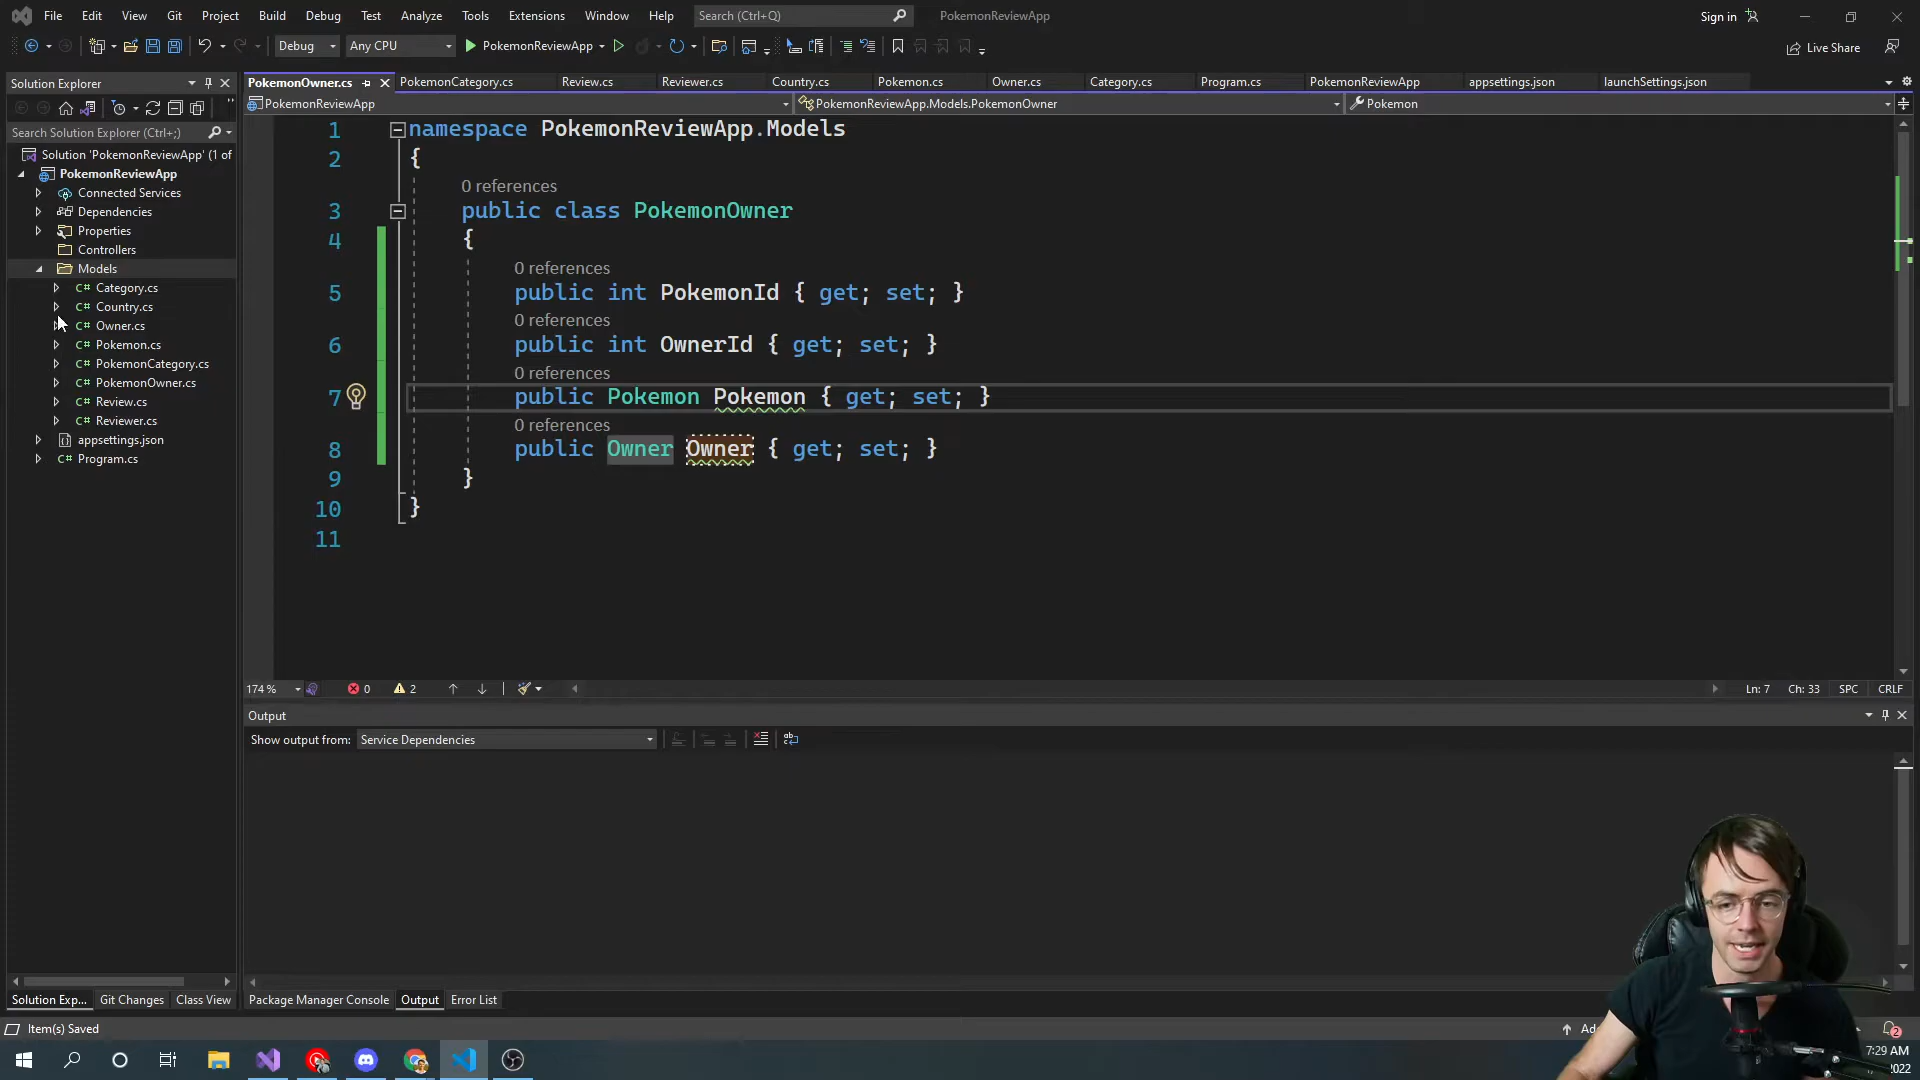 File Edit View Git Project Build Debug Test Analyze Tools Extensions Window Help Search (Ctrl+Q) PokemonReviewApp Sign in
Debug Any CPU PokemonReviewApp Live Share
Solution Explorer
PokemonOwner.cs PokemonCategory.cs Review.cs Reviewer.cs Country.cs Pokemon.cs Owner.cs Category.cs Program.cs PokemonReviewApp appsettings.json launchSettings.json
PokemonReviewApp PokemonReviewApp.Models.PokemonOwner Pokemon
Search Solution Explorer (Ctrl+;)
Solution 'PokemonReviewApp' (1 of
PokemonReviewApp
Connected Services
Dependencies
Properties
Controllers
Models
Category.cs
Country.cs
Owner.cs
Pokemon.cs
PokemonCategory.cs
PokemonOwner.cs
Review.cs
Reviewer.cs
appsettings.json
Program.cs
1 namespace PokemonReviewApp.Models
2 {
0 references
3 public class PokemonOwner
4 {
0 references
5 public int PokemonId { get; set; }
0 references
6 public int OwnerId { get; set; }
0 references
7 public Pokemon Pokemon { get; set; }
0 references
8 public Owner Owner { get; set; }
9 }
10 }
11
174 % 0 2 Ln: 7 Ch: 33 SPC CRLF
Output
Show output from: Service Dependencies
Solution Exp... Git Changes Class View Package Manager Console Output Error List
Item(s) Saved
2
7:29 AM
2022